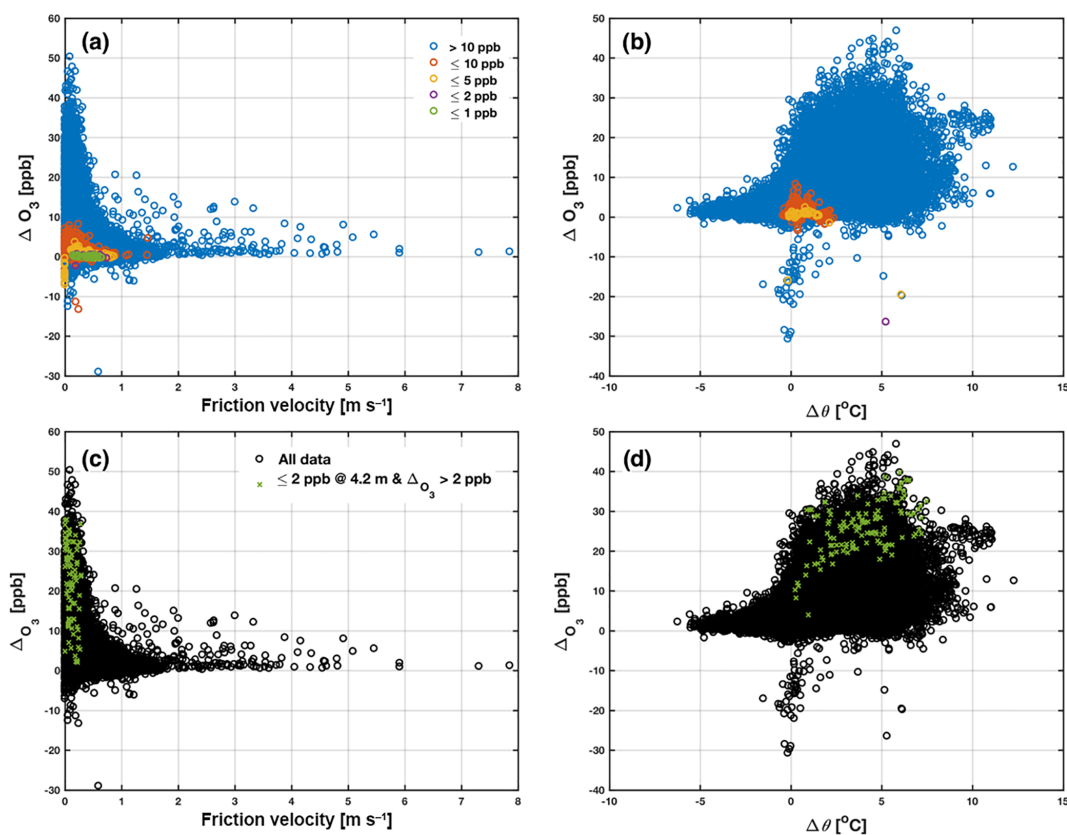 (a)
> 10 ppb
≤ 10 ppb
≤ 5 ppb
≤ 2 ppb
≤ 1 ppb
Δ O3 [ppb]
60
50
40
30
20
10
0
-10
-20
-30
0 1 2 3 4 5 6 7 8
Friction velocity [m s⁻¹]
(b)
Δ O3 [ppb]
50
40
30
20
10
0
-10
-20
-30
-40
-10 -5 0 5 10 15
Δθ [°C]
(c)
All data
≤ 2 ppb @ 4.2 m & ΔO3 > 2 ppb
ΔO3 [ppb]
60
50
40
30
20
10
0
-10
-20
-30
0 1 2 3 4 5 6 7 8
Friction velocity [m s⁻¹]
(d)
ΔO3 [ppb]
50
40
30
20
10
0
-10
-20
-30
-40
-10 -5 0 5 10 15
Δθ [°C]